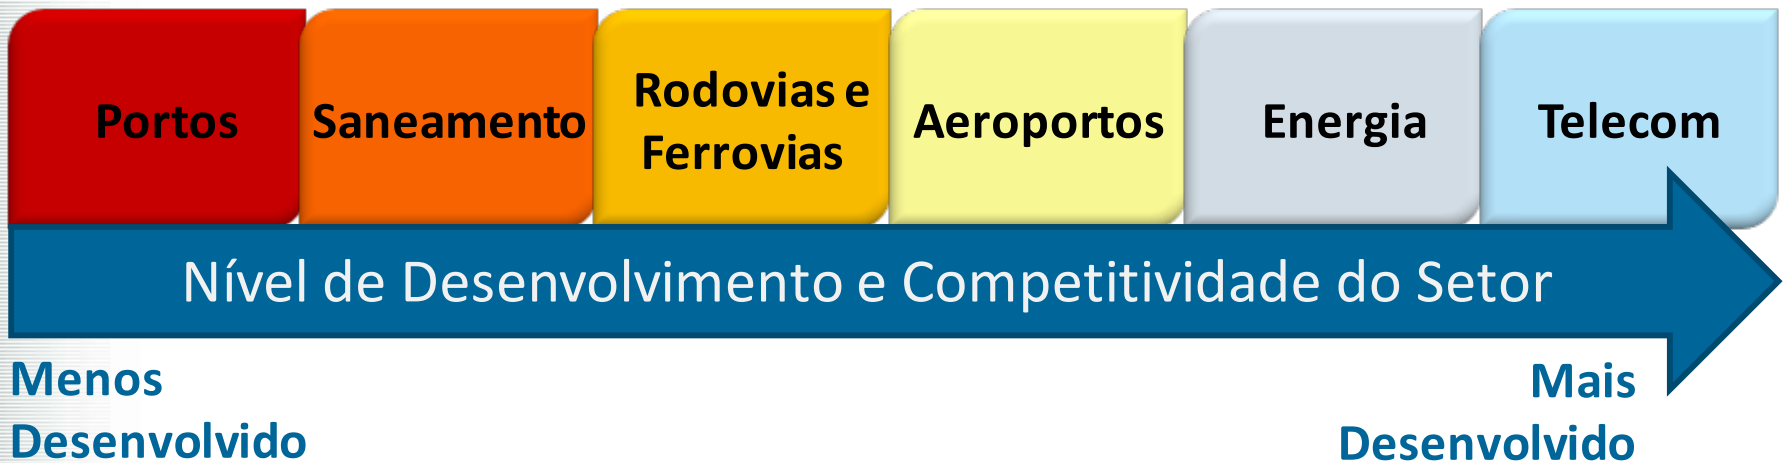 Portos
Saneamento
Rodovias e
Ferrovias
Aeroportos
Energia
Telecom
Nível de Desenvolvimento e Competitividade do Setor
Menos
Desenvolvido
Mais
Desenvolvido